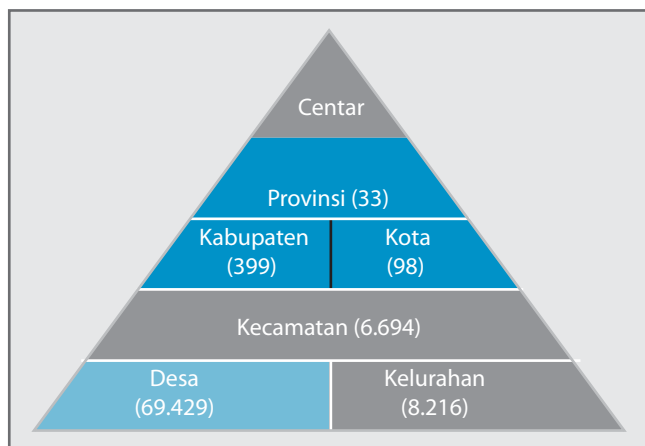 Centar
Provinsi (33)
Kabupaten
(399)
Kota
(98)
Kecamatan (6.694)
Desa
(69.429)
Kelurahan
(8.216)